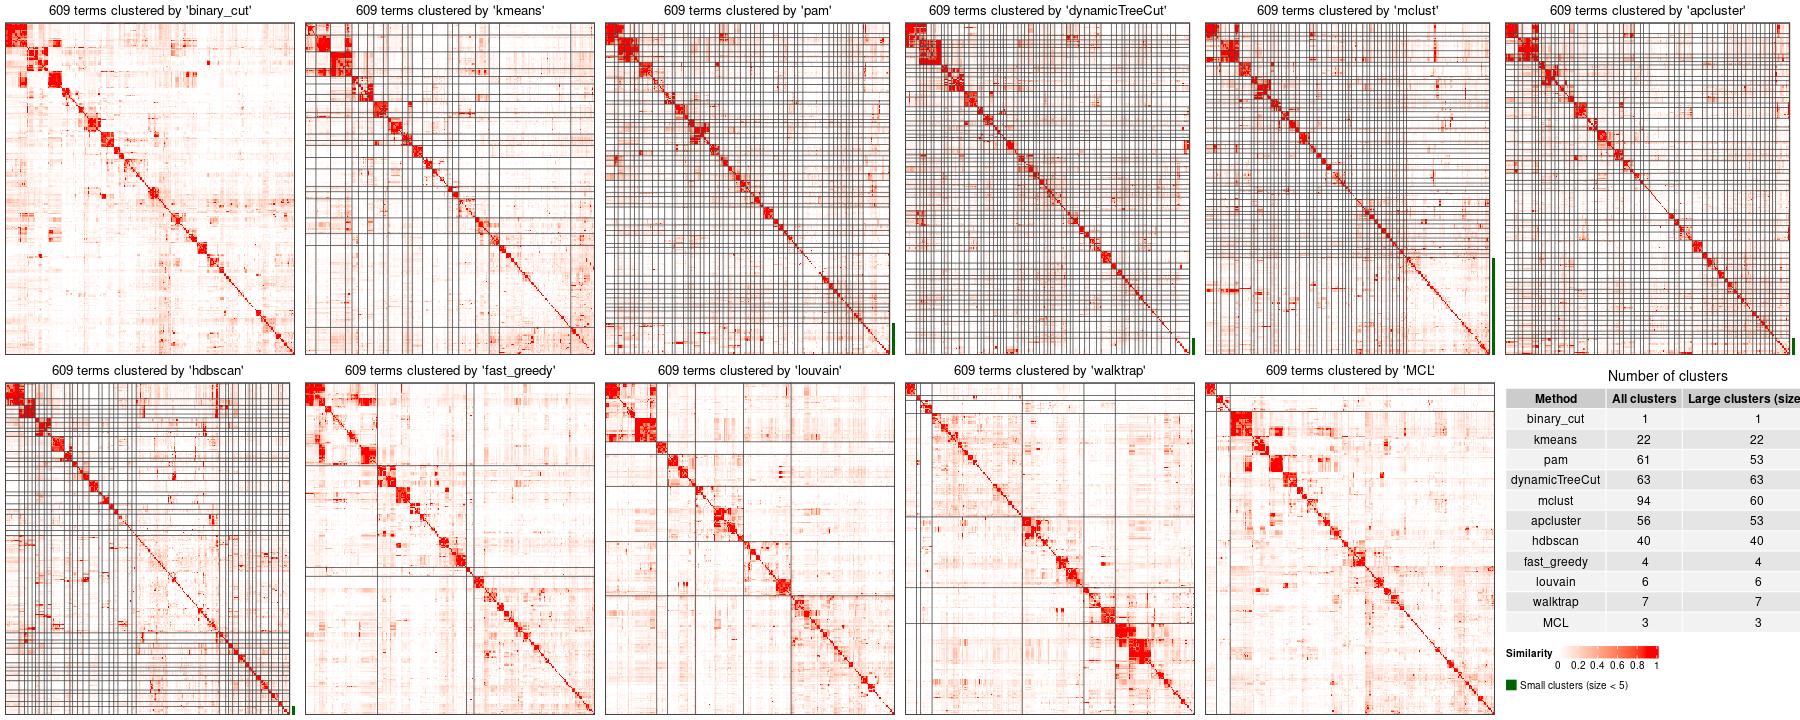 609 terms clustered by 'binary_cut'
609 terms clustered by 'kmeans'
609 terms clustered by 'pam'
609 terms clustered by 'dynamicTreeCut'
609 terms clustered by 'mclust'
609 terms clustered by 'apcluster'
609 terms clustered by 'hdbscan'
609 terms clustered by 'fast_greedy'
609 terms clustered by 'louvain'
609 terms clustered by 'walktrap'
609 terms clustered by 'MCL'
Number of clusters
Method All clusters Large clusters (size
binary_cut 1 1
kmeans 22 22
pam 61 53
dynamicTreeCut 63 63
mclust 94 60
apcluster 56 53
hdbscan 40 40
fast_greedy 4 4
louvain 6 6
walktrap 7 7
MCL 3 3
Similarity
0 0.2 0.4 0.6 0.8 1
Small clusters (size < 5)